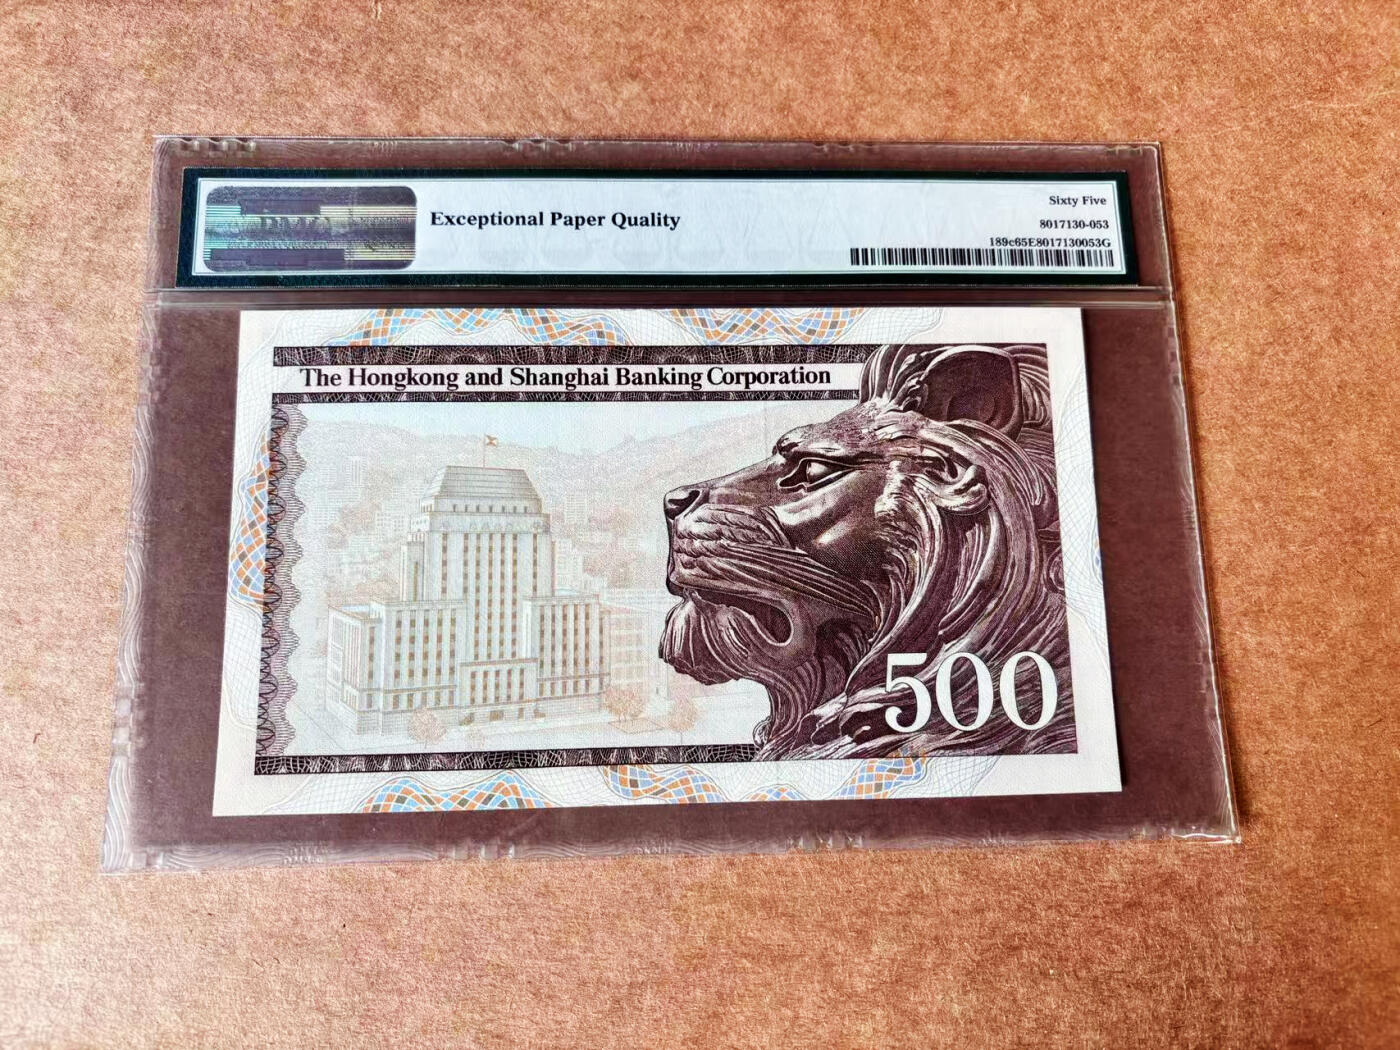 Exceptional Paper Quality
Sixty Five
8017130-053
189c65E8017130053G
The Hongkong and Shanghai Banking Corporation
500